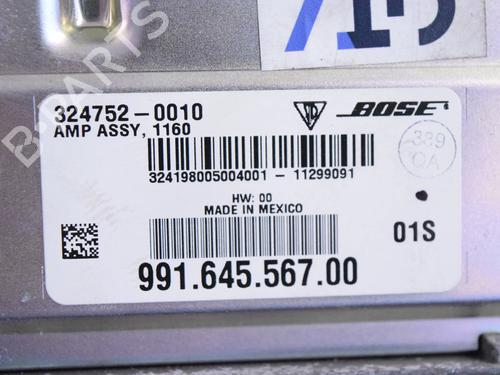 324752-0010
AMP ASSY, 1160
BOSE
324198005004001 - 11299091
389
QA
HW: 00
MADE IN MEXICO
01S
991.645.567.00
B-PARTS